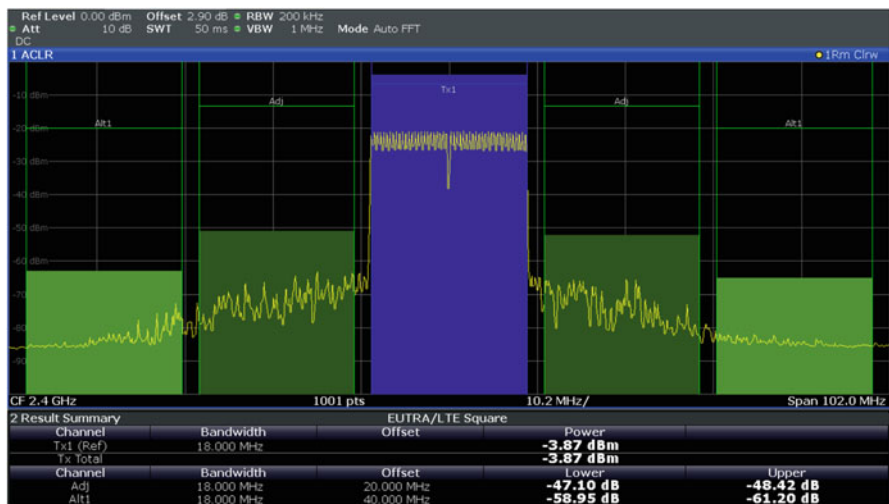 Ref Level 0.00 dBm Offset 2.90 dB RBW 200 kHz
Att 10 dB SWT 50 ms VBW 1 MHz Mode Auto FFT
DC
1 ACLR 1Rm Clrw
Tx1
-10 dBm
Adj Adj
Alt1 Alt1
-20 dBm
-30 dBm
-40 dBm
-50 dBm
-60 dBm
-70 dBm
-80 dBm
-90 dBm
CF 2.4 GHz 1001 pts 10.2 MHz/ Span 102.0 MHz
2 Result Summary EUTRA/LTE Square
Channel Bandwidth Offset Power
Tx1 (Ref) 18.000 MHz -3.87 dBm
Tx Total -3.87 dBm
Channel Bandwidth Offset Lower Upper
Adj 18.000 MHz 20.000 MHz -47.10 dB -48.42 dB
Alt1 18.000 MHz 40.000 MHz -58.95 dB -61.20 dB